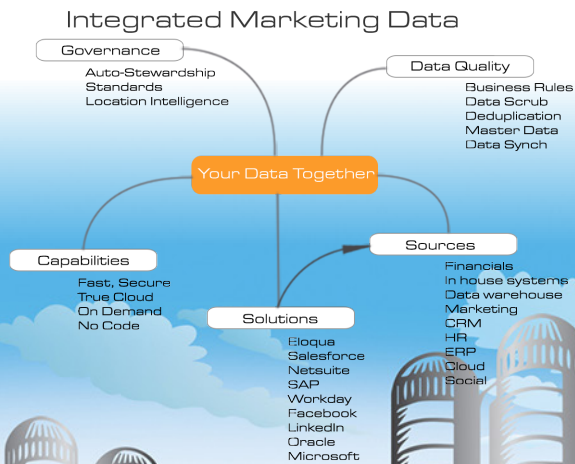 Integrated Marketing Data
Governance
Auto-Stewardship
Standards
Location Intelligence
Data Quality
Business Rules
Data Scrub
Deduplication
Master Data
Data Synch
Your Data Together
Capabilities
Fast, Secure
True Cloud
On Demand
No Code
Solutions
Eloqua
Salesforce
Netsuite
SAP
Workday
Facebook
LinkedIn
Oracle
Microsoft
Sources
Financials
In house systems
Data warehouse
Marketing
CRM
HR
ERP
Cloud
Social